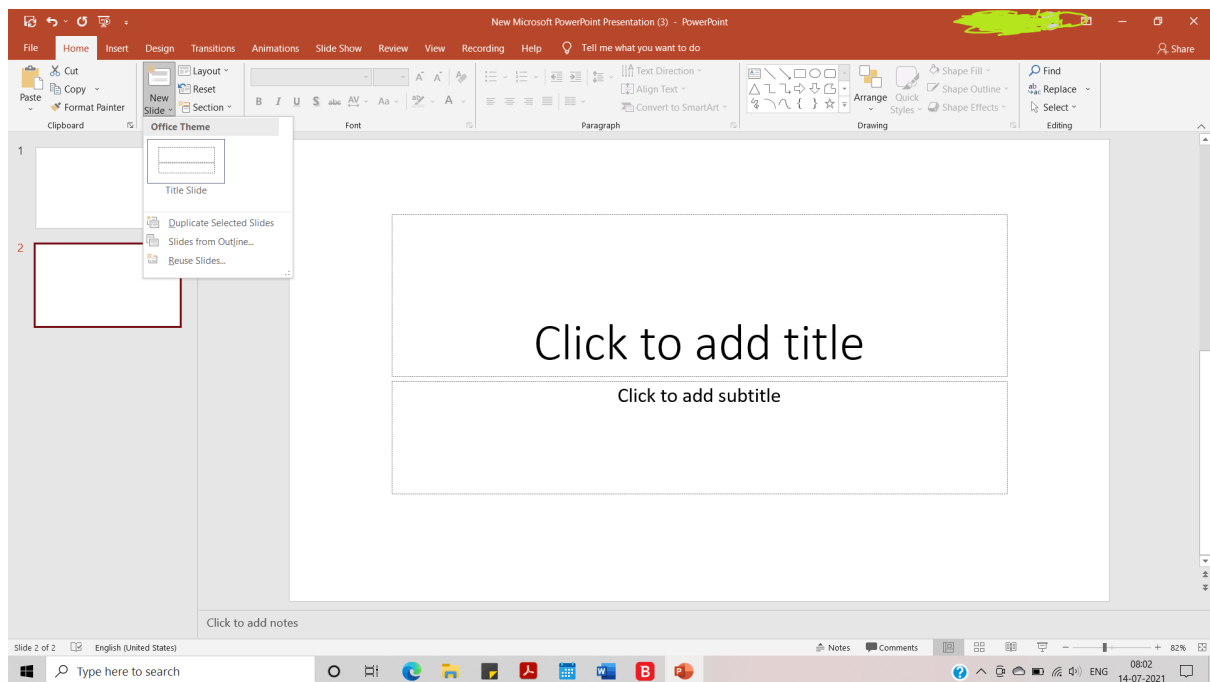 New Microsoft PowerPoint Presentation (3) - PowerPoint
File Home Insert Design Transitions Animations Slide Show Review View Recording Help Tell me what you want to do Share
Paste
Cut
Copy
Format Painter
Clipboard
New
Slide
Layout
Reset
Section
B I U S abc AV Aa A
Font
Text Direction
Align Text
Convert to SmartArt
Paragraph
Arrange
Quick
Styles
Shape Fill
Shape Outline
Shape Effects
Drawing
Find
Replace
Select
Editing
Office Theme
Title Slide
Duplicate Selected Slides
Slides from Outline...
Reuse Slides...
1
2
Click to add title
Click to add subtitle
Click to add notes
Slide 2 of 2 English (United States) Notes Comments 82%
Type here to search
B
ENG
08:02
14-07-2021